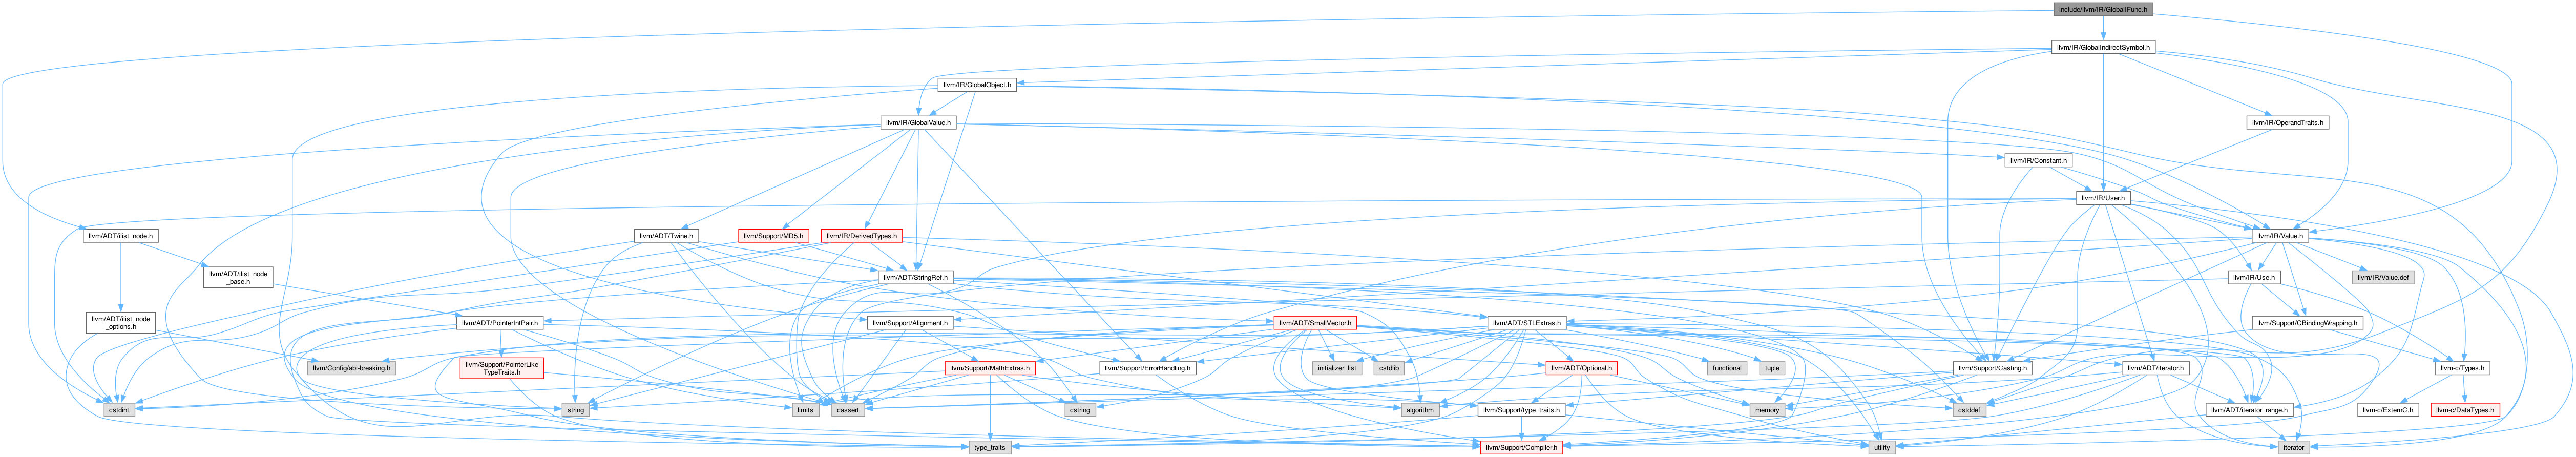 include/llvm/IR/GlobalIFunc.h
llvm/IR/GlobalIndirectSymbol.h
llvm/IR/GlobalObject.h
llvm/IR/GlobalValue.h
llvm/IR/OperandTraits.h
llvm/IR/Constant.h
llvm/IR/User.h
llvm/ADT/ilist_node.h
llvm/ADT/Twine.h
llvm/Support/MD5.h
llvm/IR/DerivedTypes.h
llvm/IR/Value.h
llvm/ADT/ilist_node
_base.h
llvm/ADT/StringRef.h
llvm/IR/Use.h
llvm/IR/Value.def
llvm/ADT/ilist_node
_options.h
llvm/ADT/PointerIntPair.h
llvm/Support/Alignment.h
llvm/ADT/SmallVector.h
llvm/ADT/STLExtras.h
llvm/Support/CBindingWrapping.h
llvm/Config/abi-breaking.h
llvm/Support/PointerLike
TypeTraits.h
llvm/Support/MathExtras.h
llvm/Support/ErrorHandling.h
initializer_list
cstdlib
llvm/ADT/Optional.h
functional
tuple
llvm/Support/Casting.h
llvm/ADT/iterator.h
llvm-c/Types.h
cstdint
string
limits
cassert
cstring
algorithm
llvm/Support/type_traits.h
memory
cstddef
llvm/ADT/iterator_range.h
llvm-c/ExternC.h
llvm-c/DataTypes.h
type_traits
llvm/Support/Compiler.h
utility
iterator